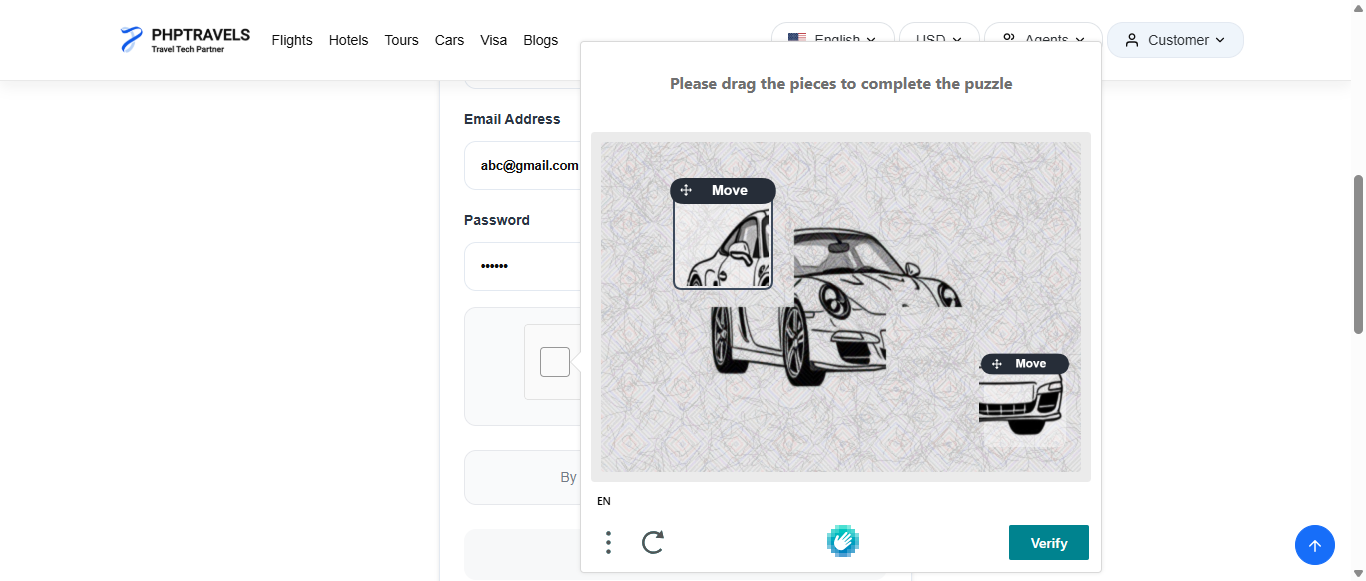 PHPTRAVELS
Travel Tech Partner
Flights Hotels Tours Cars Visa Blogs
English USD Agents Customer
Please drag the pieces to complete the puzzle
Email Address
abc@gmail.com
Move
Password
••••••
Move
By
EN
Verify